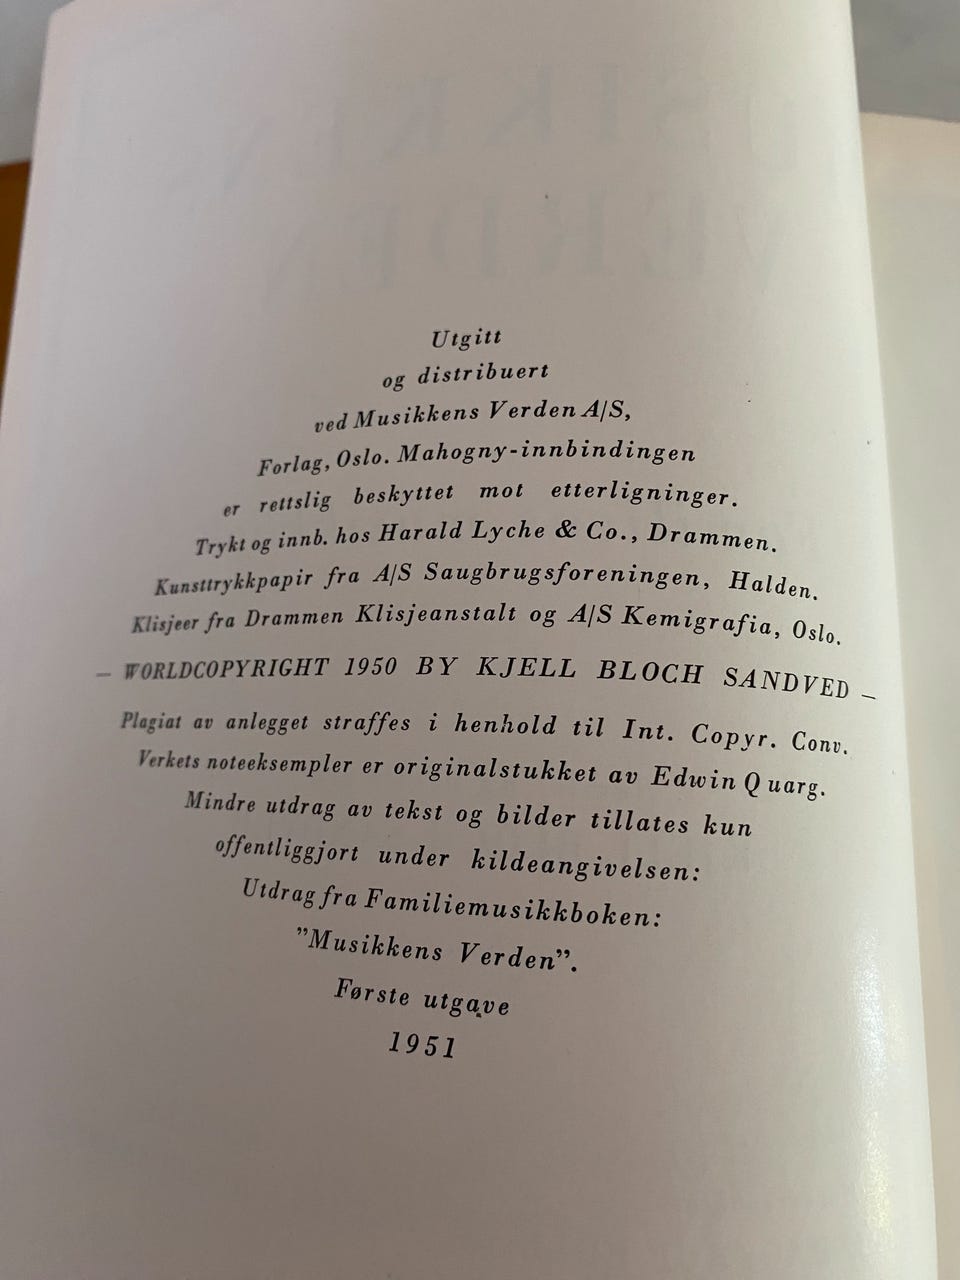 Utgitt
og distribuert
ved Musikkens Verden A/S,
Forlag, Oslo. Mahogny-innbindingen
er rettslig beskyttet mot etterligninger.
Trykt og innb. hos Harald Lyche & Co., Drammen.
Kunsttrykkpapir fra A/S Saugbrugsforeningen, Halden.
Klisjeer fra Drammen Klisjeanstalt og A/S Kemigrafia, Oslo.
— WORLDCOPYRIGHT 1950 BY KJELL BLOCH SANDVED —
Plagiat av anlegget straffes i henhold til Int. Copyr. Conv.
Verkets noteeksempler er originalstukket av Edwin Quarg.
Mindre utdrag av tekst og bilder tillates kun
offentliggjort under kildeangivelsen:
Utdrag fra Familiemusikkboken:
”Musikkens Verden”.
Første utgave
1951